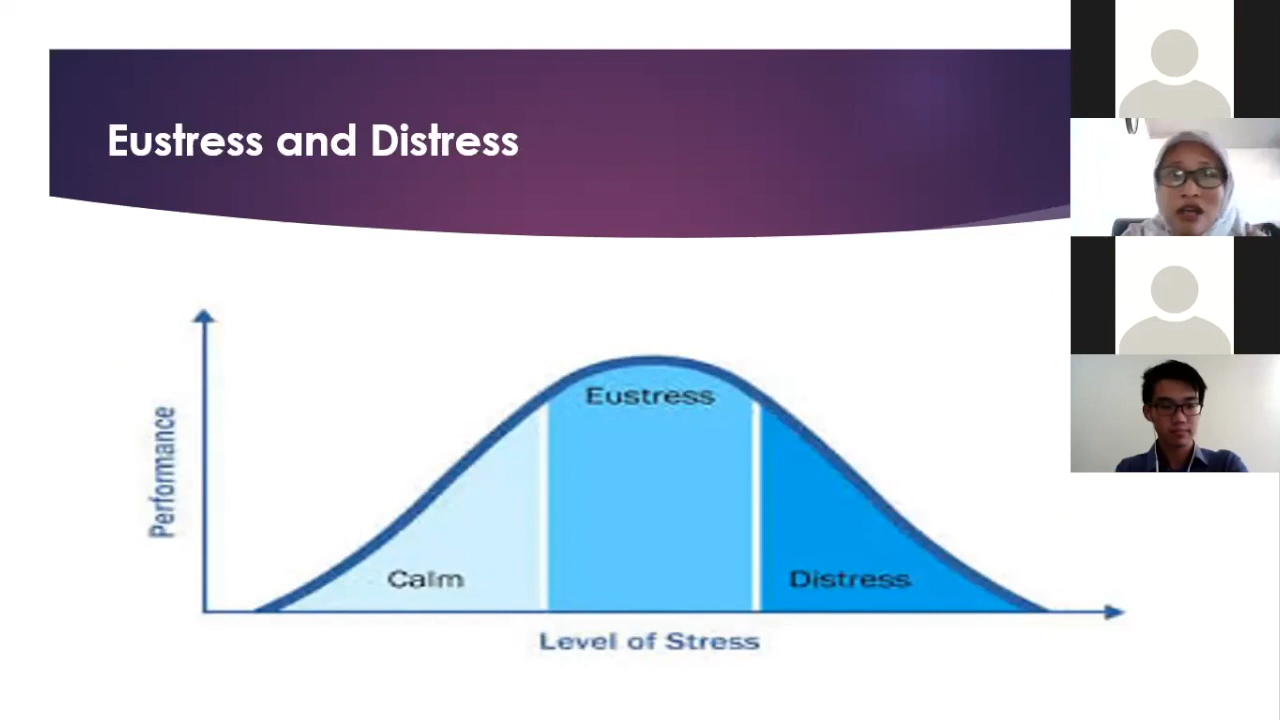 Eustress and Distress
Performance
Eustress
Calm
Distress
Level of Stress